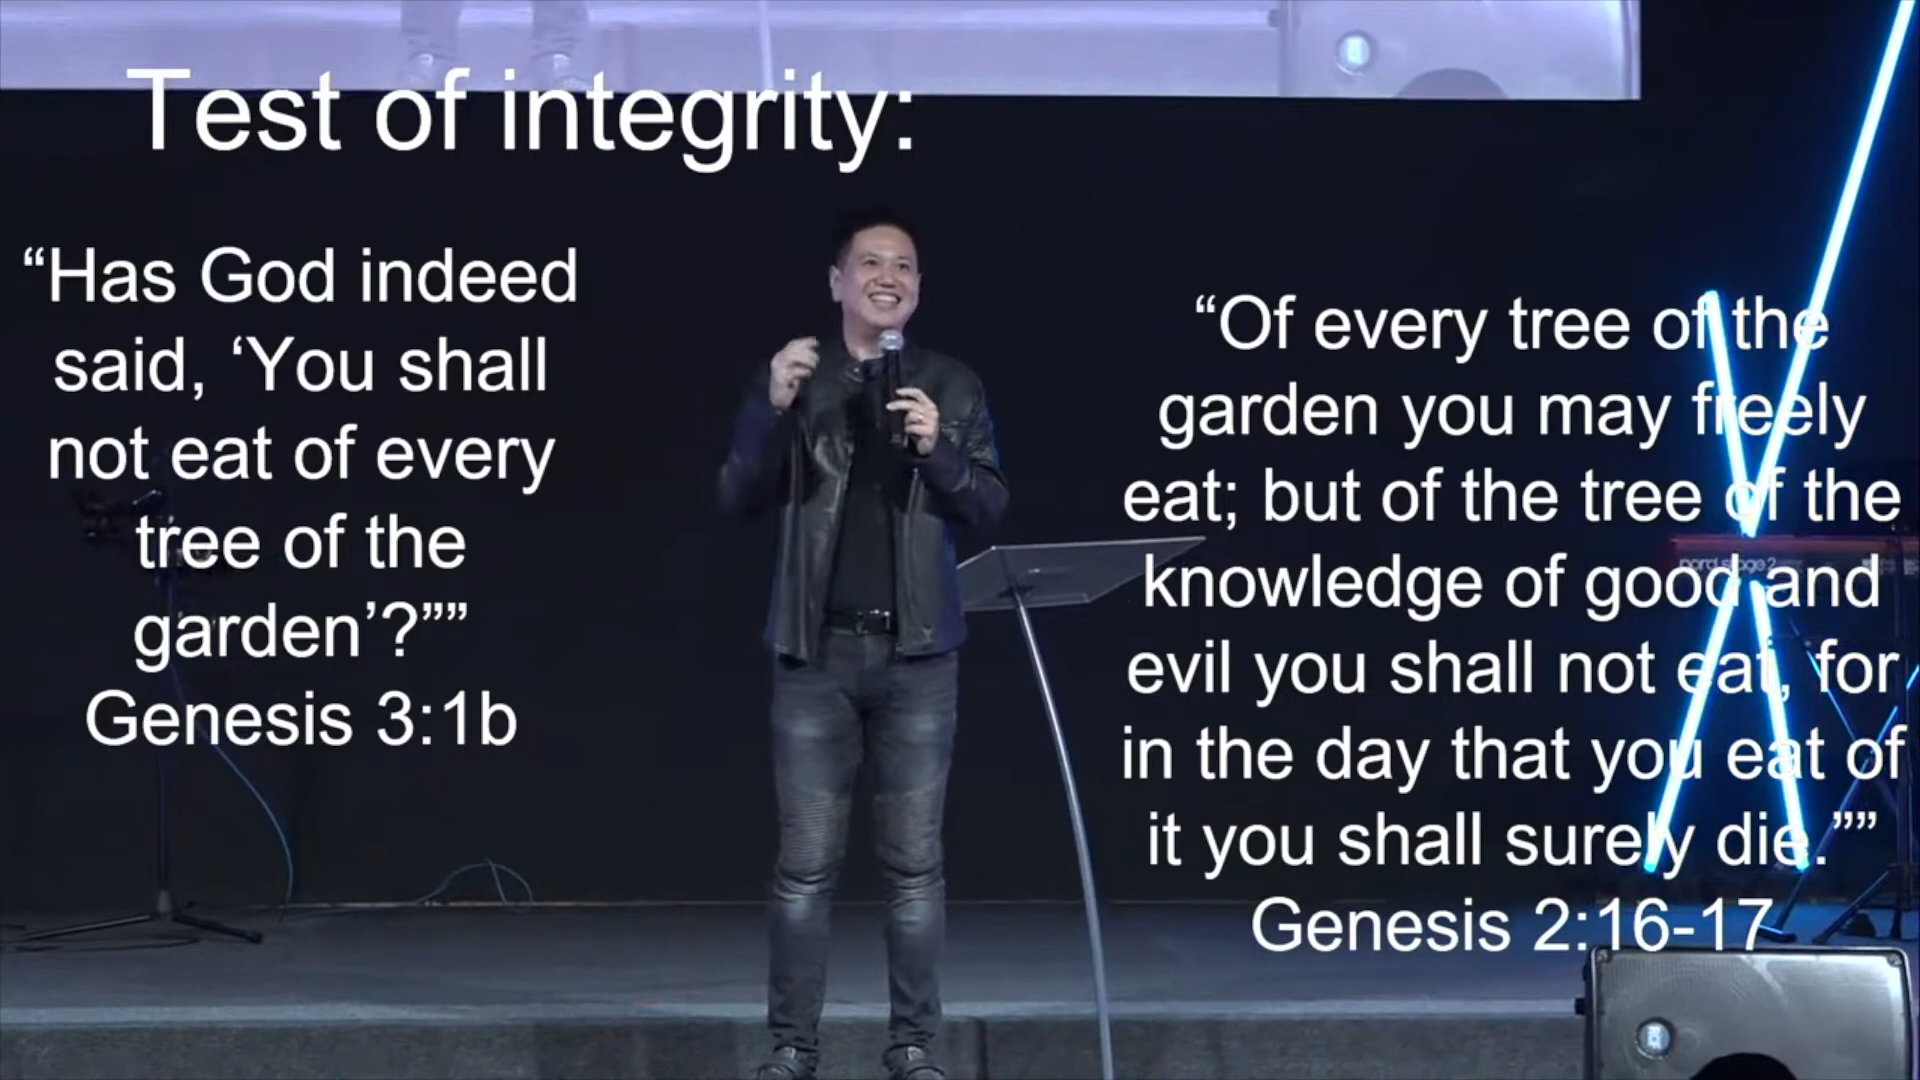 Test of integrity:
“Has God indeed
said, ‘You shall
not eat of every
tree of the
garden’?””
Genesis 3:1b
“Of every tree of the
garden you may freely
eat; but of the tree of the
knowledge of good and
evil you shall not eat, for
in the day that you eat of
it you shall surely die.””
Genesis 2:16-17
nord stage 2